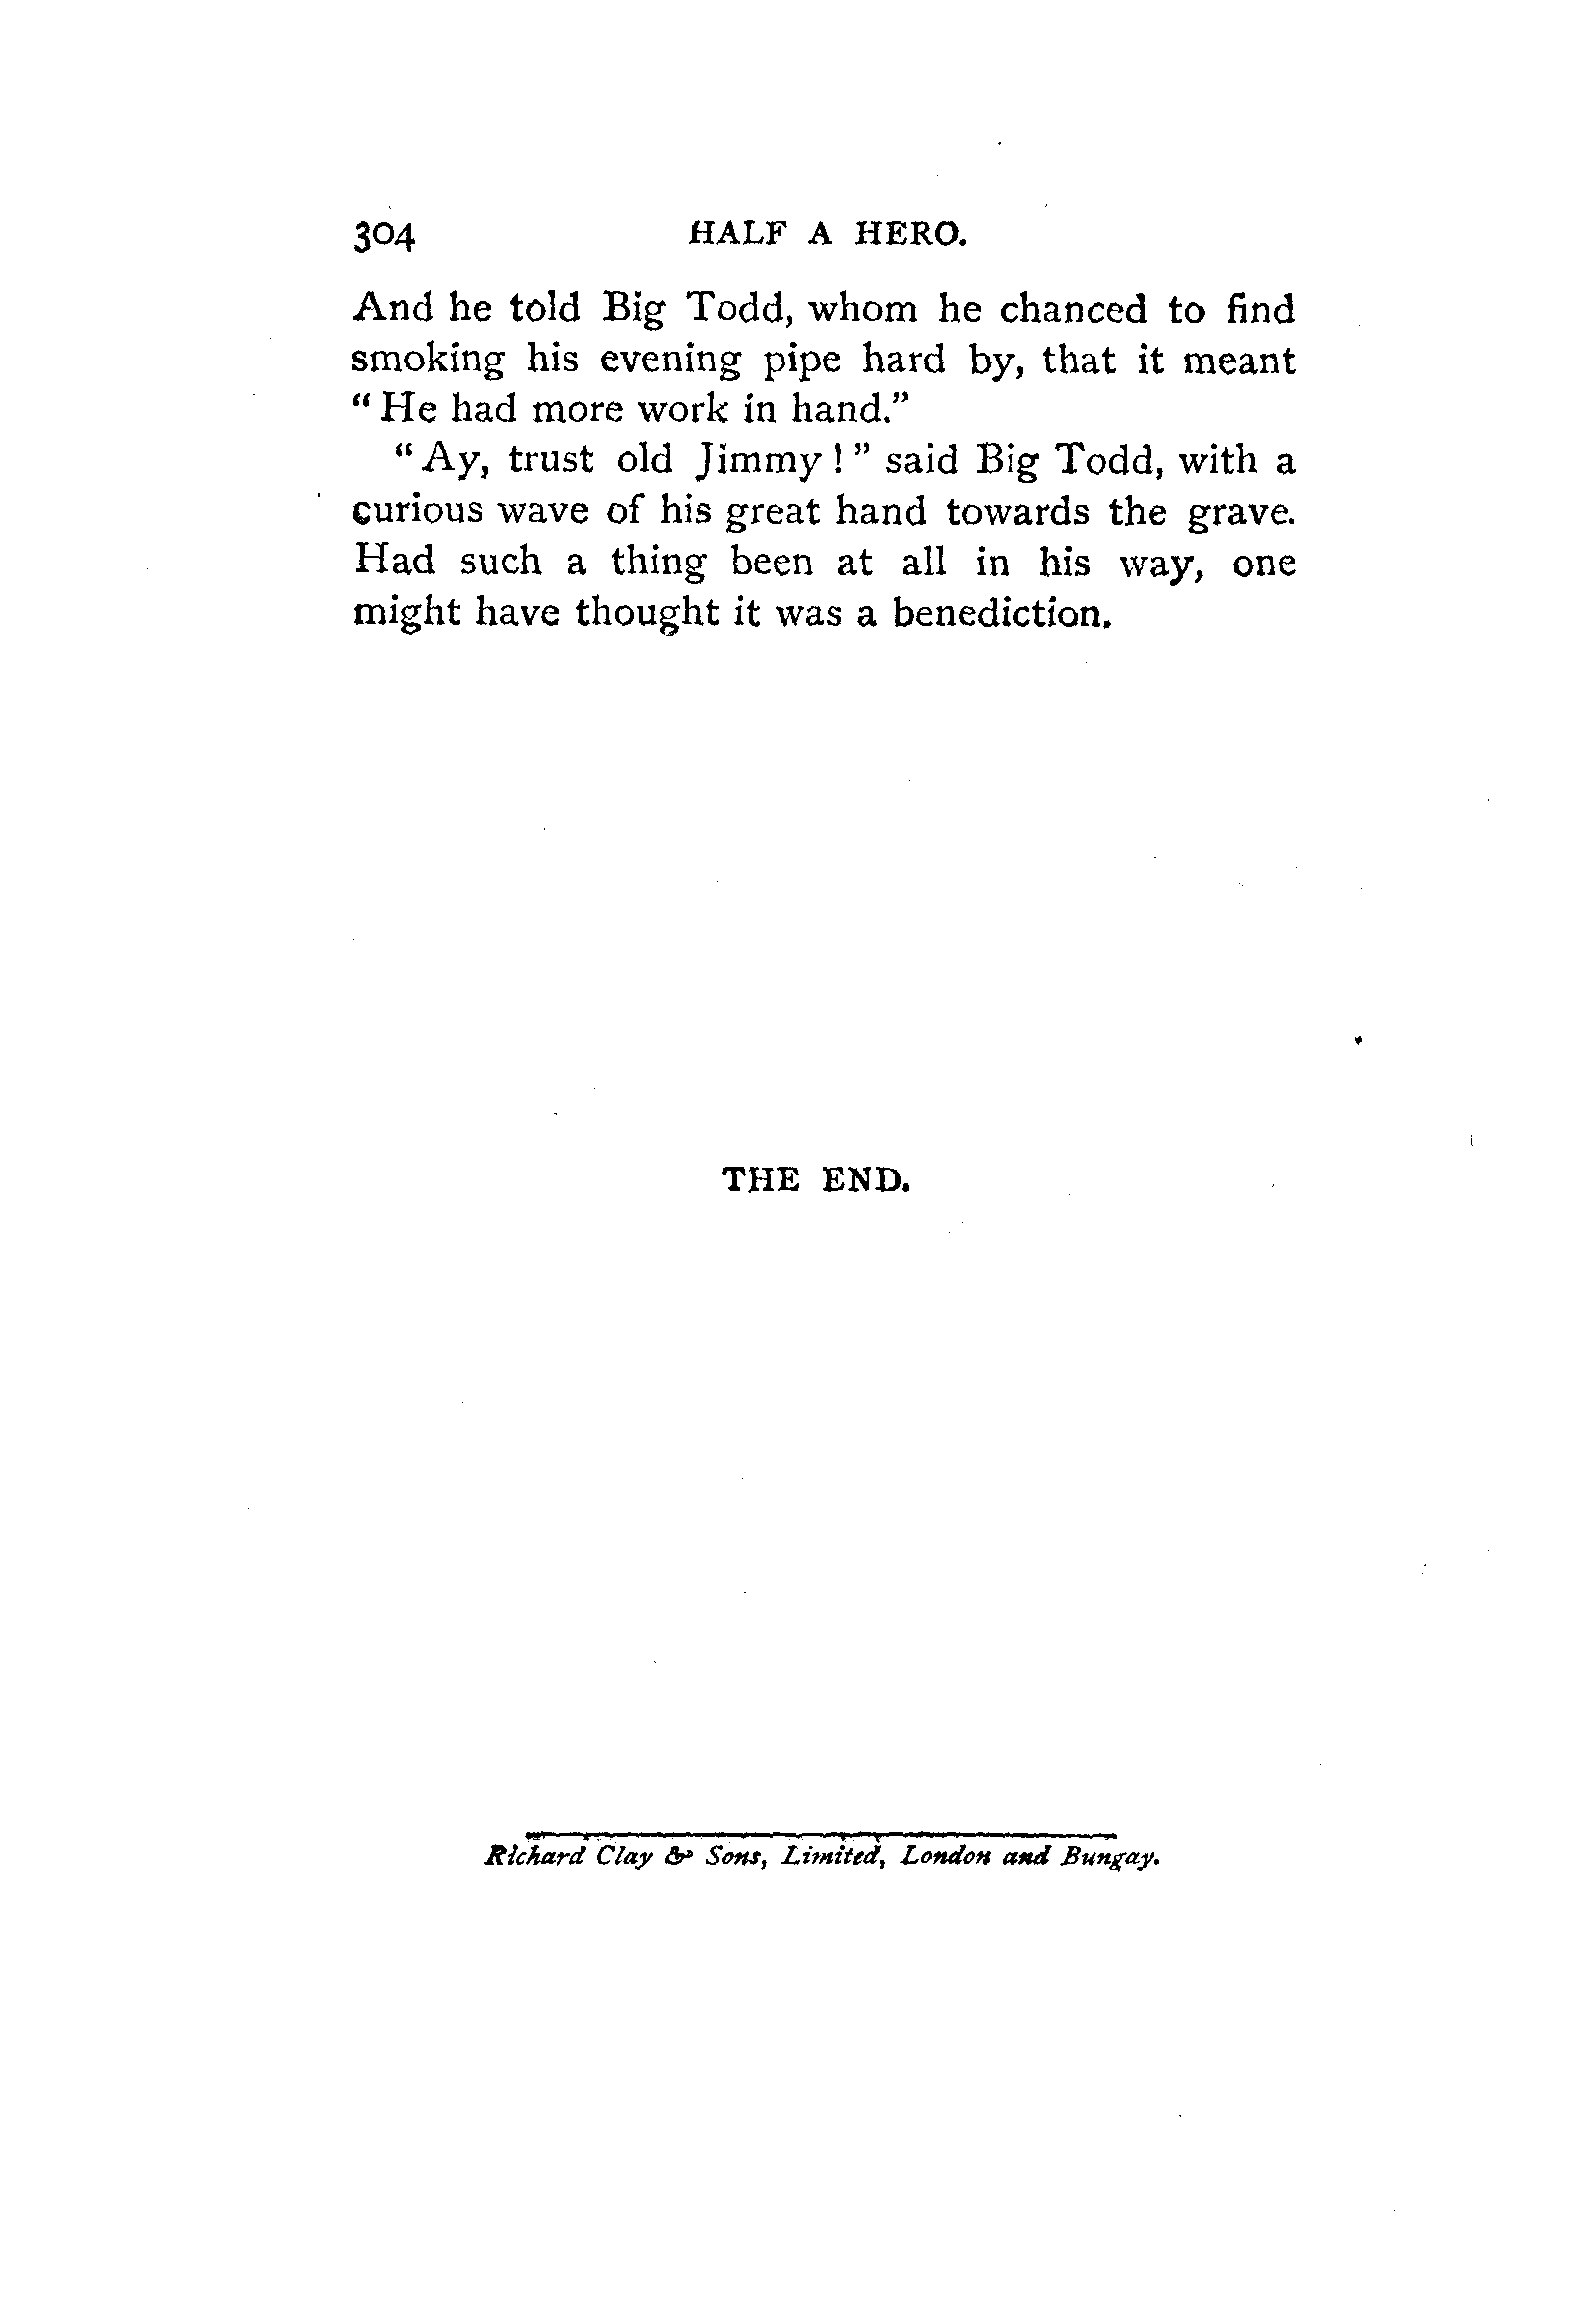 304 HALF A HERO.
And he told Big Todd, whom he chanced to find
smoking his evening pipe hard by, that it meant
“ He had more work in hand.”
“ Ay, trust old Jimmy ! ” said Big Todd, with a
curious wave of his great hand towards the grave.
Had such a thing been at all in his way, one
might have thought it was a benediction.
THE END.
Richard Clay & Sons, Limited, London and Bungay.